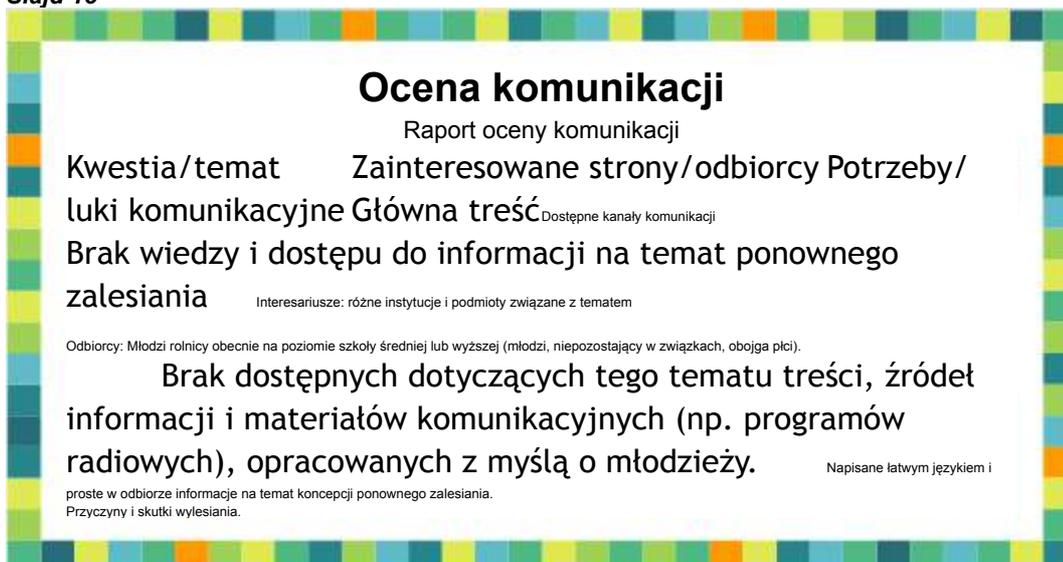 Ocena komunikacji
Raport oceny komunikacji
Kwestia/temat Zainteresowane strony/odbiorcy Potrzeby/
luki komunikacyjne Główna treść Dostępne kanały komunikacji
Brak wiedzy i dostępu do informacji na temat ponownego
zalesiania Interesariusze: różne instytucje i podmioty związane z tematem
Odbiorcy: Młodzi rolnicy obecnie na poziomie szkoły średniej lub wyższej (młodzi, niepozostający w związkach, obojga płci).
Brak dostępnych dotyczących tego tematu treści, źródeł
informacji i materiałów komunikacyjnych (np. programów
radiowych), opracowanych z myślą o młodzieży. Napisane łatwym językiem i
proste w odbiorze informacje na temat koncepcji ponownego zalesiania.
Przyczyny i skutki wylesiania.